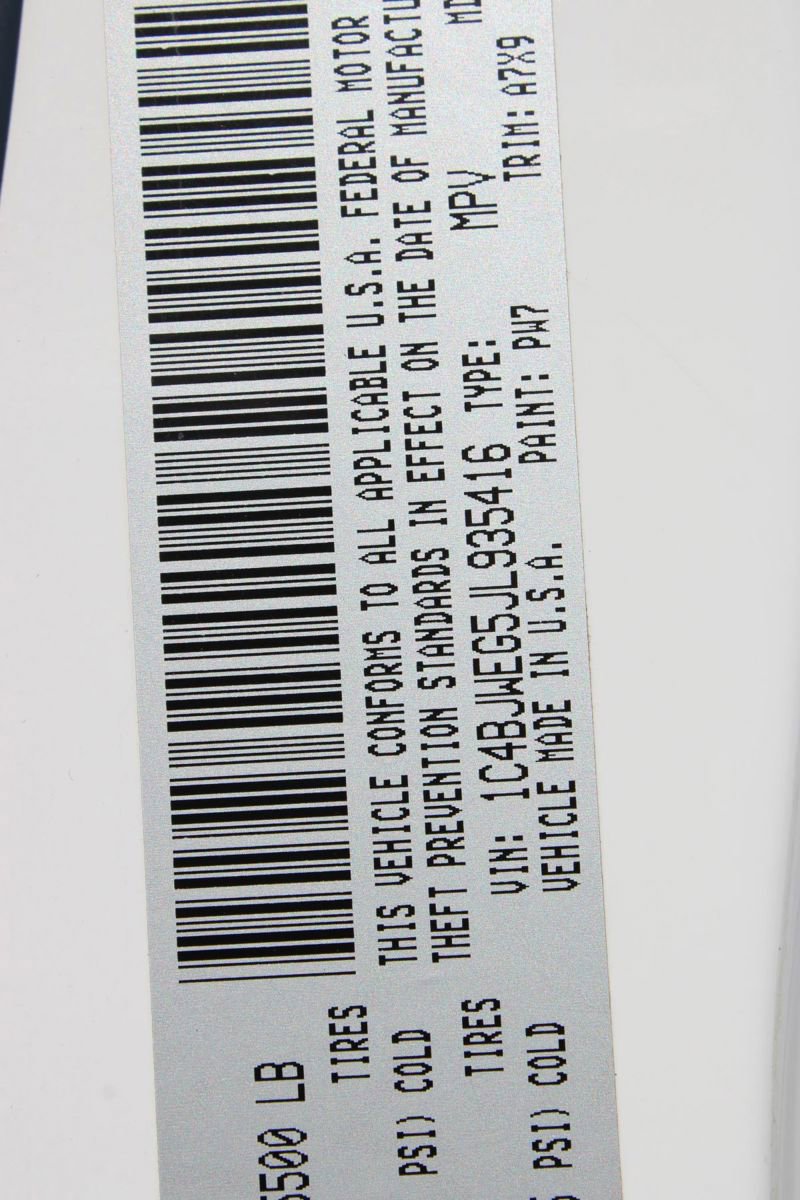 5500 LB
TIRES
PSI) COLD
TIRES
PSI) COLD
THIS VEHICLE CONFORMS TO ALL APPLICABLE U.S.A. FEDERAL MOTOR
THEFT PREVENTION STANDARDS IN EFFECT ON THE DATE OF MANUFACTU
VIN: 1C4BJWEG5JL935416 TYPE: MPV MD
VEHICLE MADE IN U.S.A. PAINT: PW7 TRIM: A7X9